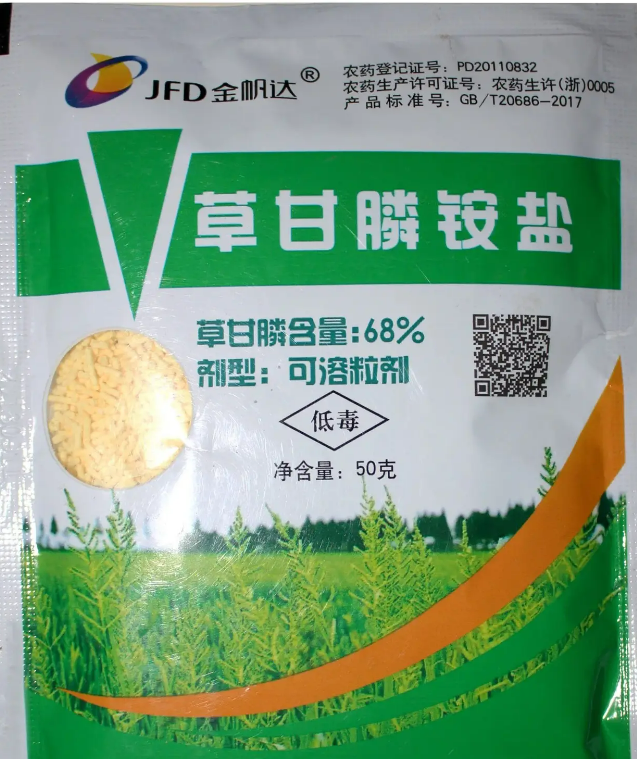 JFD金帆达®
农药登记证号：PD20110832
农药生产许可证号：农药生许(浙)0005
产品标准号：GB/T20686-2017
草甘膦铵盐
草甘膦含量:68%
剂型：可溶粒剂
低毒
净含量：50克